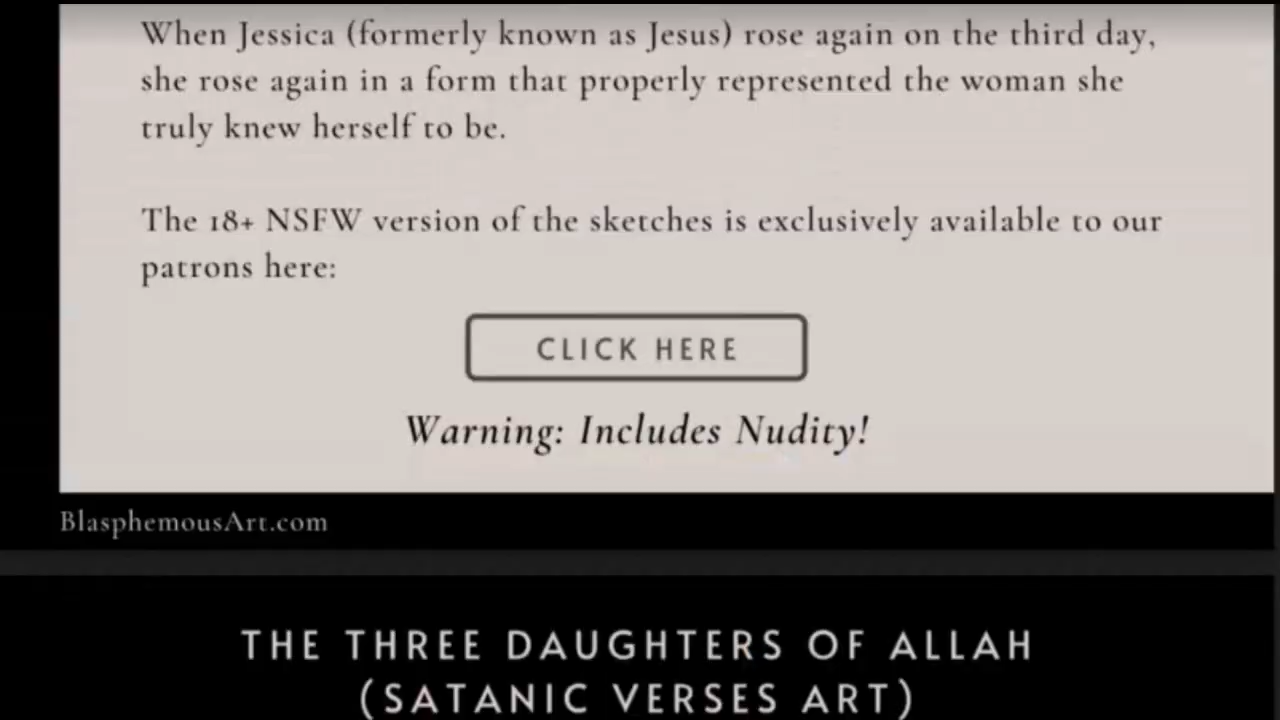 When Jessica (formerly known as Jesus) rose again on the third day,
she rose again in a form that properly represented the woman she
truly knew herself to be.
The 18+ NSFW version of the sketches is exclusively available to our
patrons here:
CLICK HERE
Warning: Includes Nudity!
BlasphemousArt.com
THE THREE DAUGHTERS OF ALLAH
(SATANIC VERSES ART)